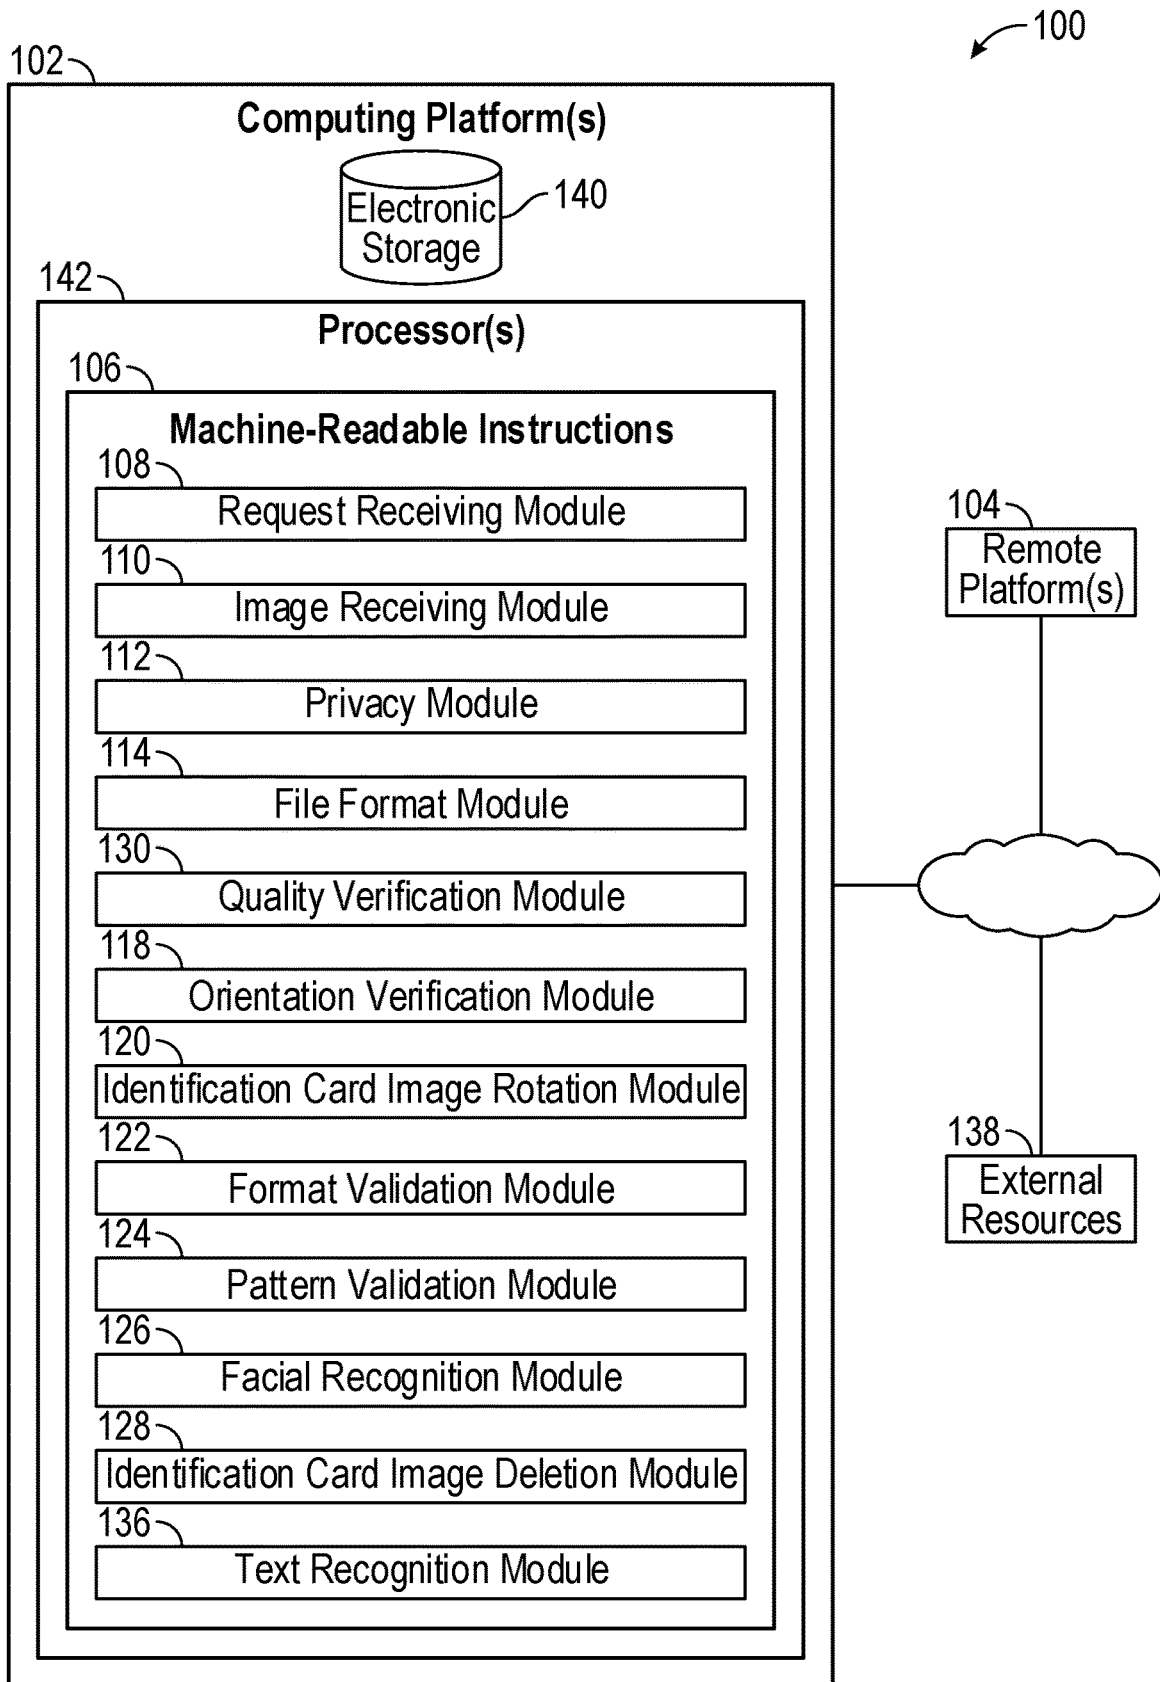 100
102
Computing Platform(s)
Electronic
Storage
140
142
Processor(s)
106
Machine-Readable Instructions
108
Request Receiving Module
110
Image Receiving Module
112
Privacy Module
114
File Format Module
130
Quality Verification Module
118
Orientation Verification Module
120
Identification Card Image Rotation Module
122
Format Validation Module
124
Pattern Validation Module
126
Facial Recognition Module
128
Identification Card Image Deletion Module
136
Text Recognition Module
104
Remote
Platform(s)
138
External
Resources